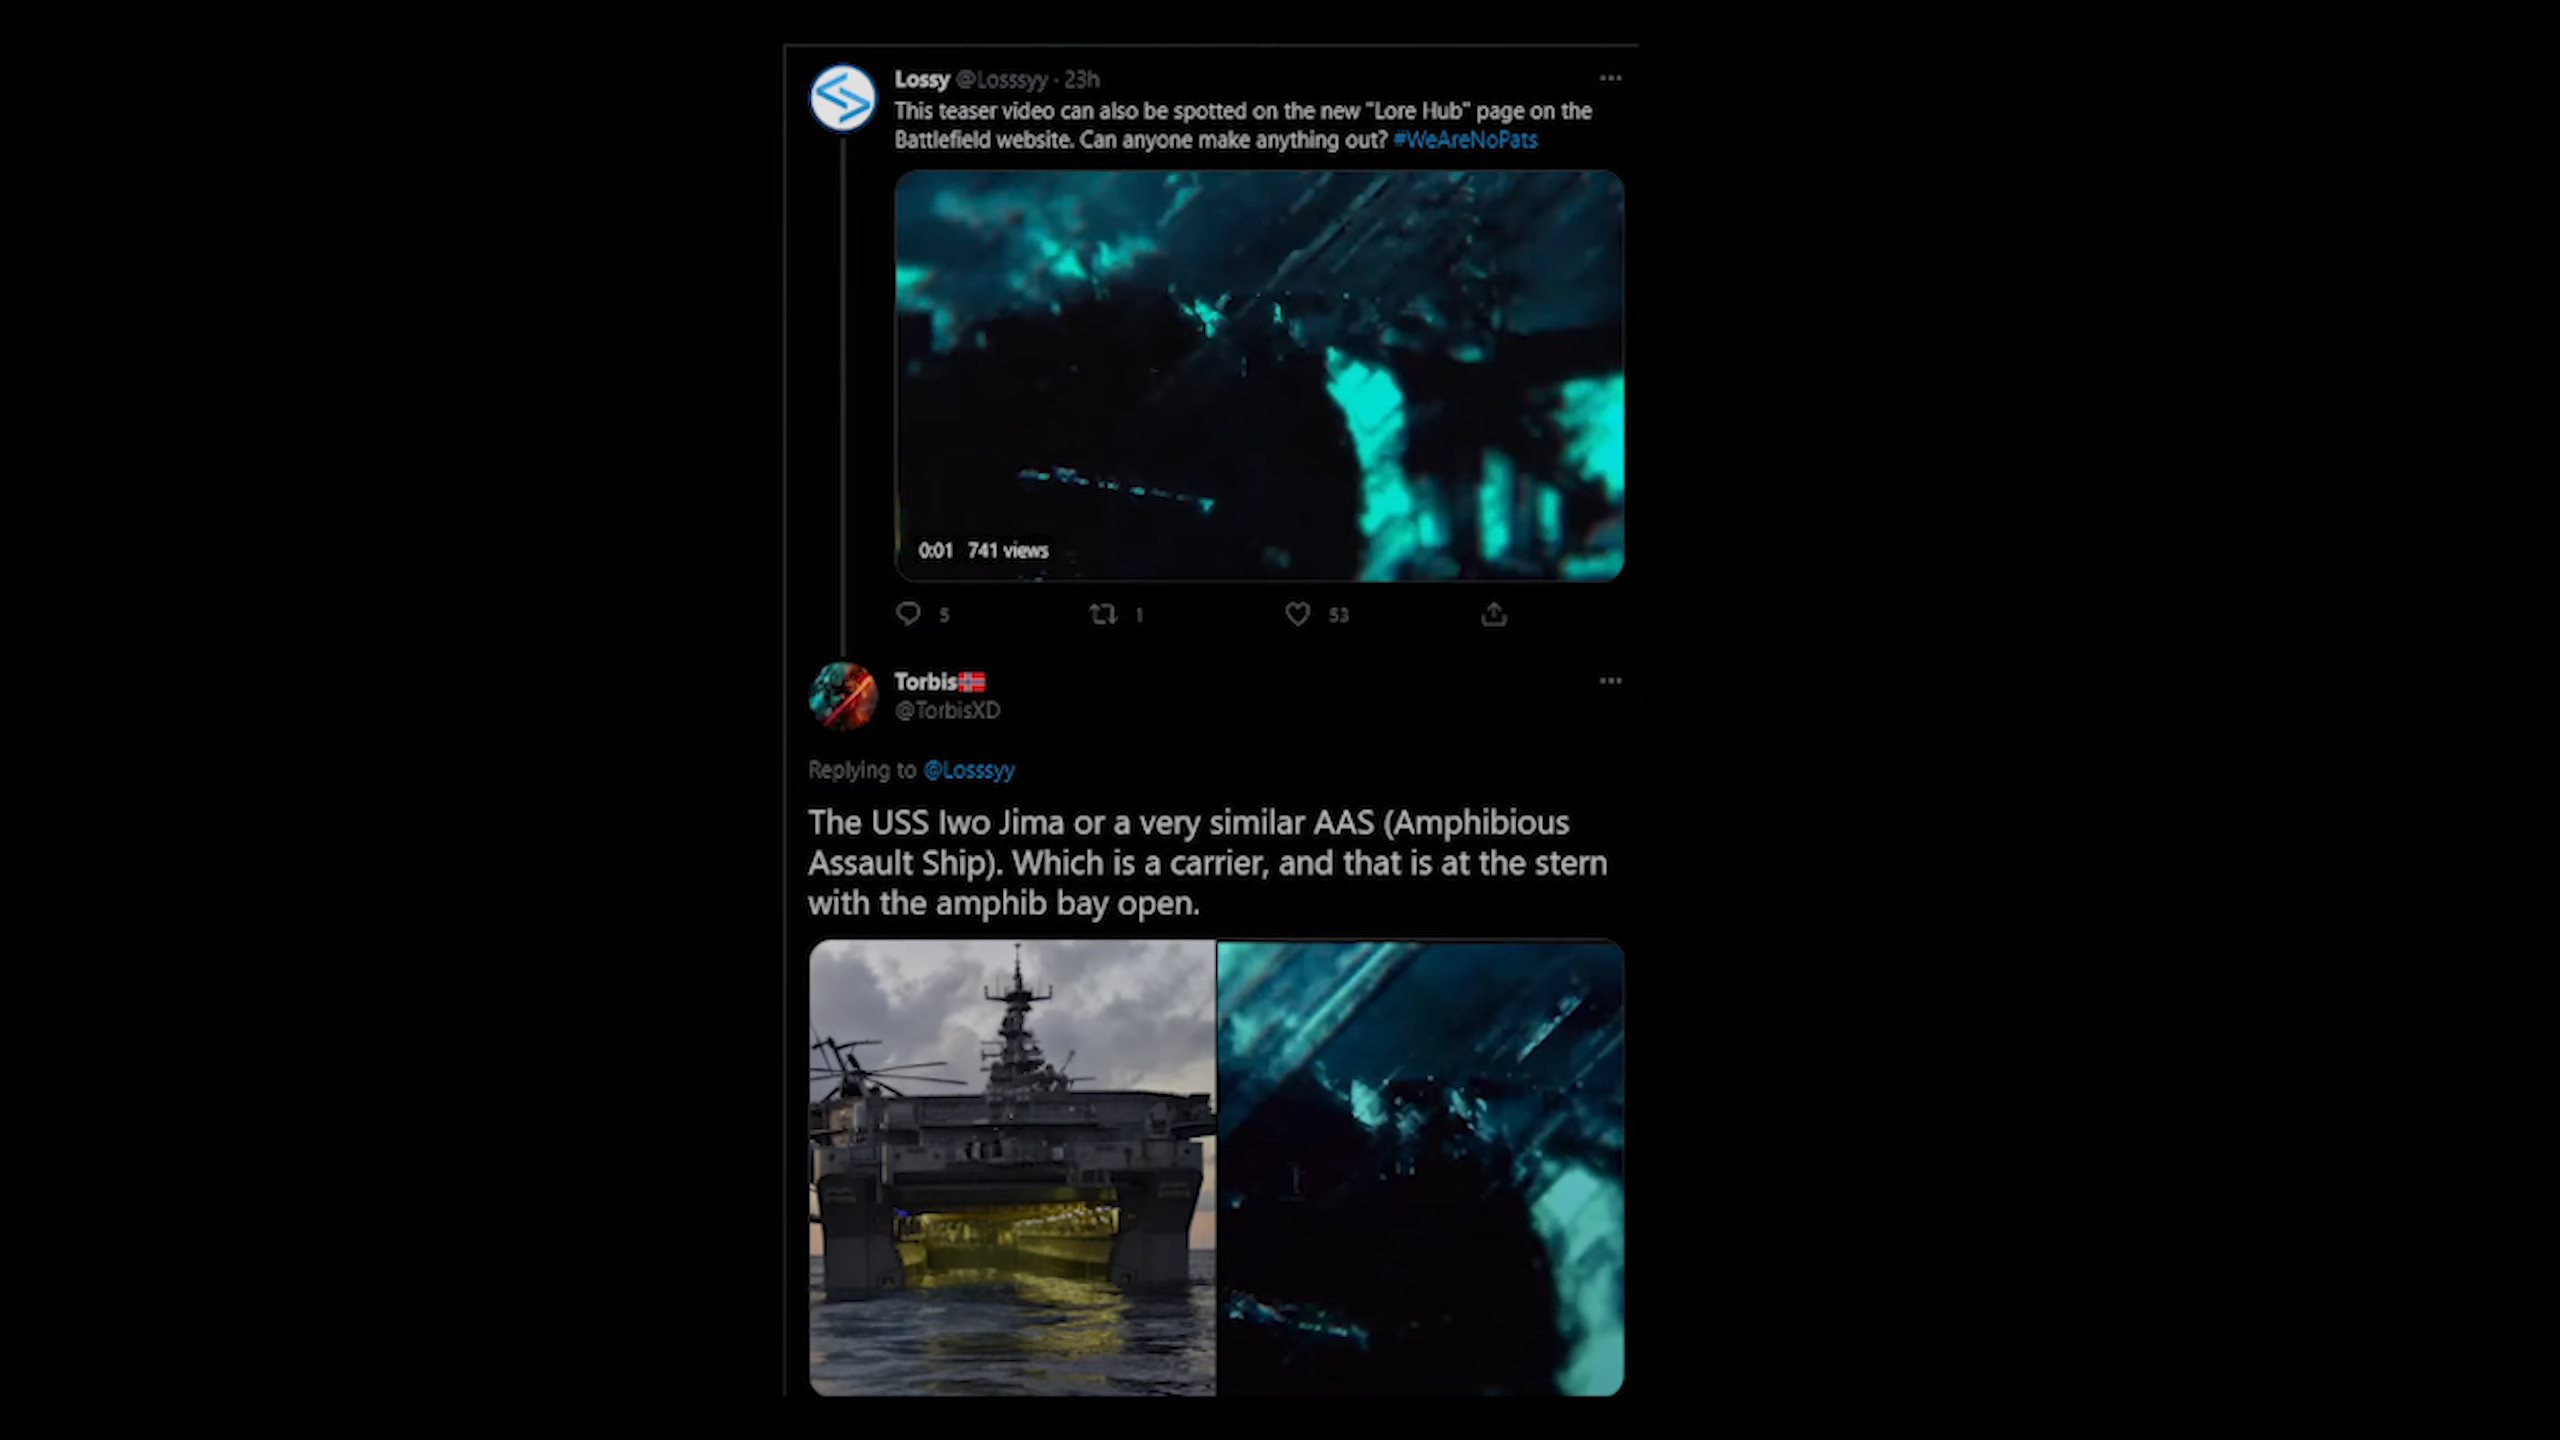 Lossy @Losssyy · 23h
This teaser video can also be spotted on the new "Lore Hub" page on the
Battlefield website. Can anyone make anything out? #WeAreNoPats
0:01 741 views
5 1 53
Torbis
@TorbisXD
Replying to @Losssyy
The USS Iwo Jima or a very similar AAS (Amphibious
Assault Ship). Which is a carrier, and that is at the stern
with the amphib bay open.